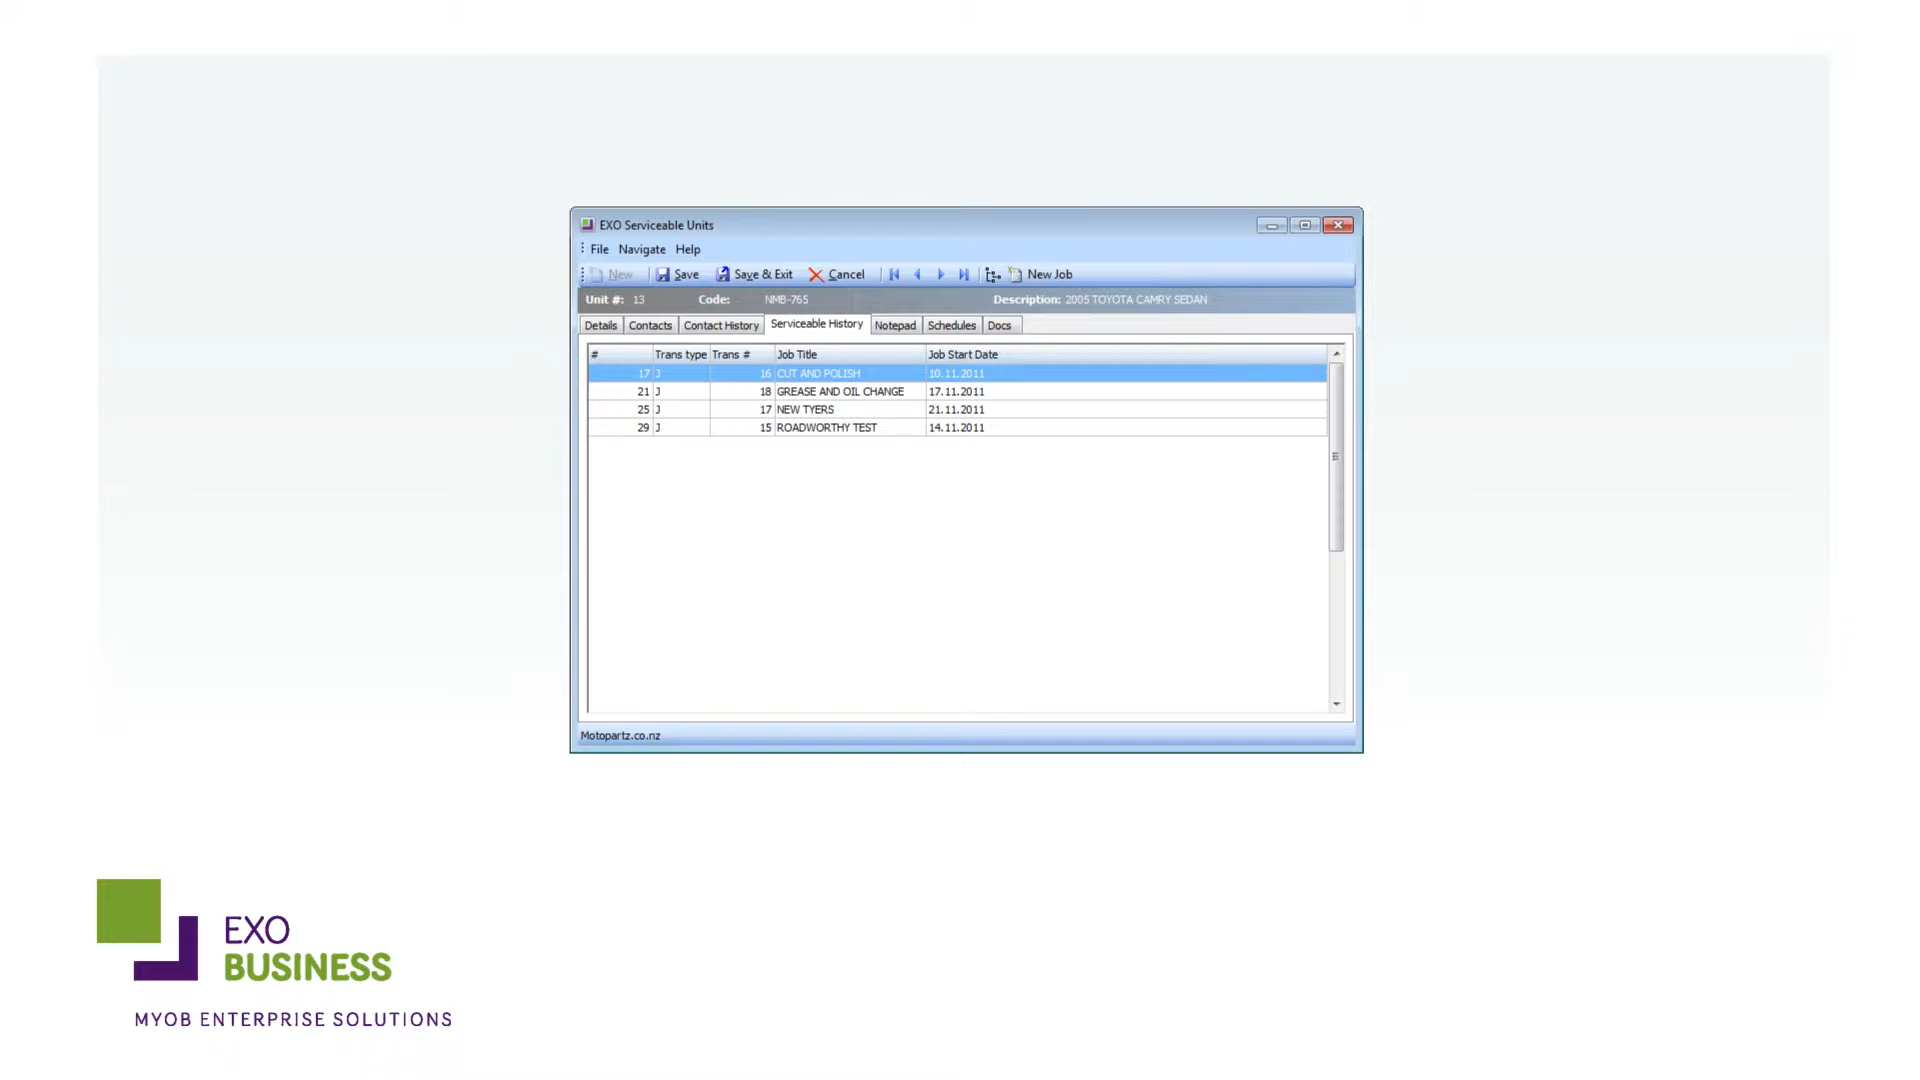 EXO Serviceable Units
File Navigate Help
New Save Save & Exit Cancel New Job
Unit #: 13 Code: NMB-765 Description: 2005 TOYOTA CAMRY SEDAN
Details Contacts Contact History Serviceable History Notepad Schedules Docs
# Trans type Trans # Job Title Job Start Date
17 J 16 CUT AND POLISH 10.11.2011
21 J 18 GREASE AND OIL CHANGE 17.11.2011
25 J 17 NEW TYERS 21.11.2011
29 J 15 ROADWORTHY TEST 14.11.2011
Motopartz.co.nz
EXO
BUSINESS
MYOB ENTERPRISE SOLUTIONS